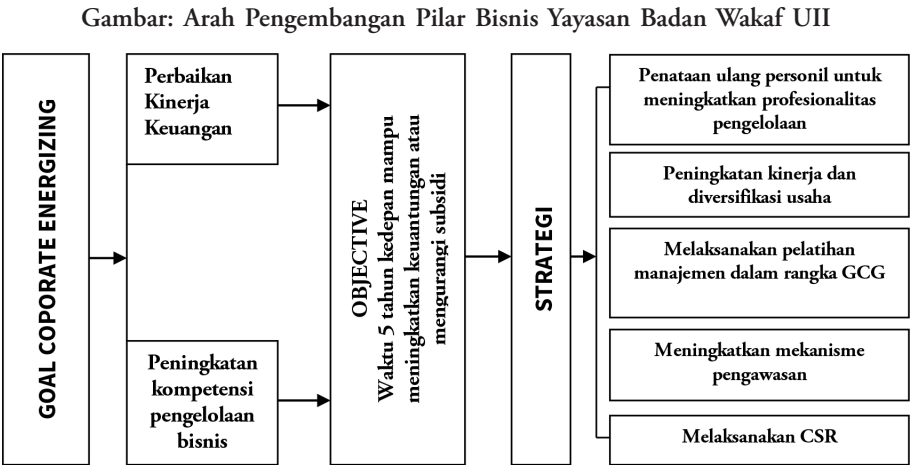 Gambar: Arah Pengembangan Pilar Bisnis Yayasan Badan Wakaf UII
GOAL COPORATE ENERGIZING
Perbaikan
Kinerja
Keuangan
Peningkatan
kompetensi
pengelolaan
bisnis
OBJECTIVE
Waktu 5 tahun kedepan mampu
meningkatkan keuantungan atau
mengurangi subsidi
STRATEGI
Penataan ulang personil untuk
meningkatkan profesionalitas
pengelolaan
Peningkatan kinerja dan
diversifikasi usaha
Melaksanakan pelatihan
manajemen dalam rangka GCG
Meningkatkan mekanisme
pengawasan
Melaksanakan CSR